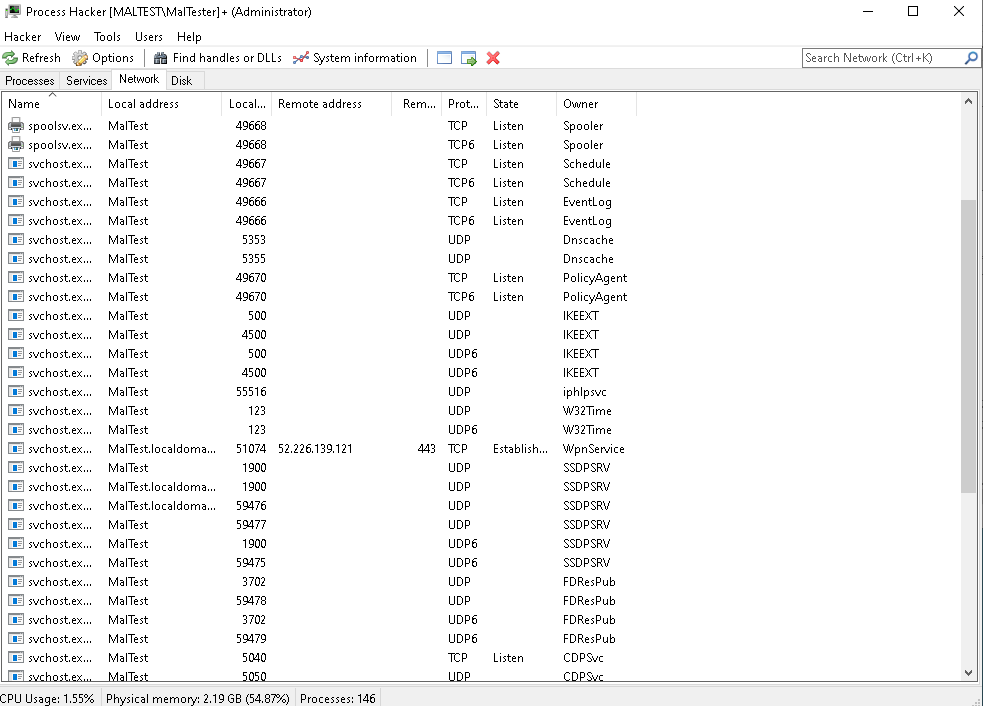 Process Hacker [MALTEST\MalTester]+ (Administrator)
Hacker View Tools Users Help
Refresh Options Find handles or DLLs System information Search Network (Ctrl+K)
Processes Services Network Disk
Name Local address Local... Remote address Rem... Prot... State Owner
spoolsv.ex... MalTest 49668 TCP Listen Spooler
spoolsv.ex... MalTest 49668 TCP6 Listen Spooler
svchost.ex... MalTest 49667 TCP Listen Schedule
svchost.ex... MalTest 49667 TCP6 Listen Schedule
svchost.ex... MalTest 49666 TCP Listen EventLog
svchost.ex... MalTest 49666 TCP6 Listen EventLog
svchost.ex... MalTest 5353 UDP Dnscache
svchost.ex... MalTest 5355 UDP Dnscache
svchost.ex... MalTest 49670 TCP Listen PolicyAgent
svchost.ex... MalTest 49670 TCP6 Listen PolicyAgent
svchost.ex... MalTest 500 UDP IKEEXT
svchost.ex... MalTest 4500 UDP IKEEXT
svchost.ex... MalTest 500 UDP6 IKEEXT
svchost.ex... MalTest 4500 UDP6 IKEEXT
svchost.ex... MalTest 55516 UDP iphlpsvc
svchost.ex... MalTest 123 UDP W32Time
svchost.ex... MalTest 123 UDP6 W32Time
svchost.ex... MalTest.localdoma... 51074 52.226.139.121 443 TCP Establish... WpnService
svchost.ex... MalTest 1900 UDP SSDPSRV
svchost.ex... MalTest.localdoma... 1900 UDP SSDPSRV
svchost.ex... MalTest.localdoma... 59476 UDP SSDPSRV
svchost.ex... MalTest 59477 UDP SSDPSRV
svchost.ex... MalTest 1900 UDP6 SSDPSRV
svchost.ex... MalTest 59475 UDP6 SSDPSRV
svchost.ex... MalTest 3702 UDP FDResPub
svchost.ex... MalTest 59478 UDP FDResPub
svchost.ex... MalTest 3702 UDP6 FDResPub
svchost.ex... MalTest 59479 UDP6 FDResPub
svchost.ex... MalTest 5040 TCP Listen CDPSvc
svchost.ex... MalTest 5050 UDP CDPSvc
CPU Usage: 1.55% Physical memory: 2.19 GB (54.87%) Processes: 146